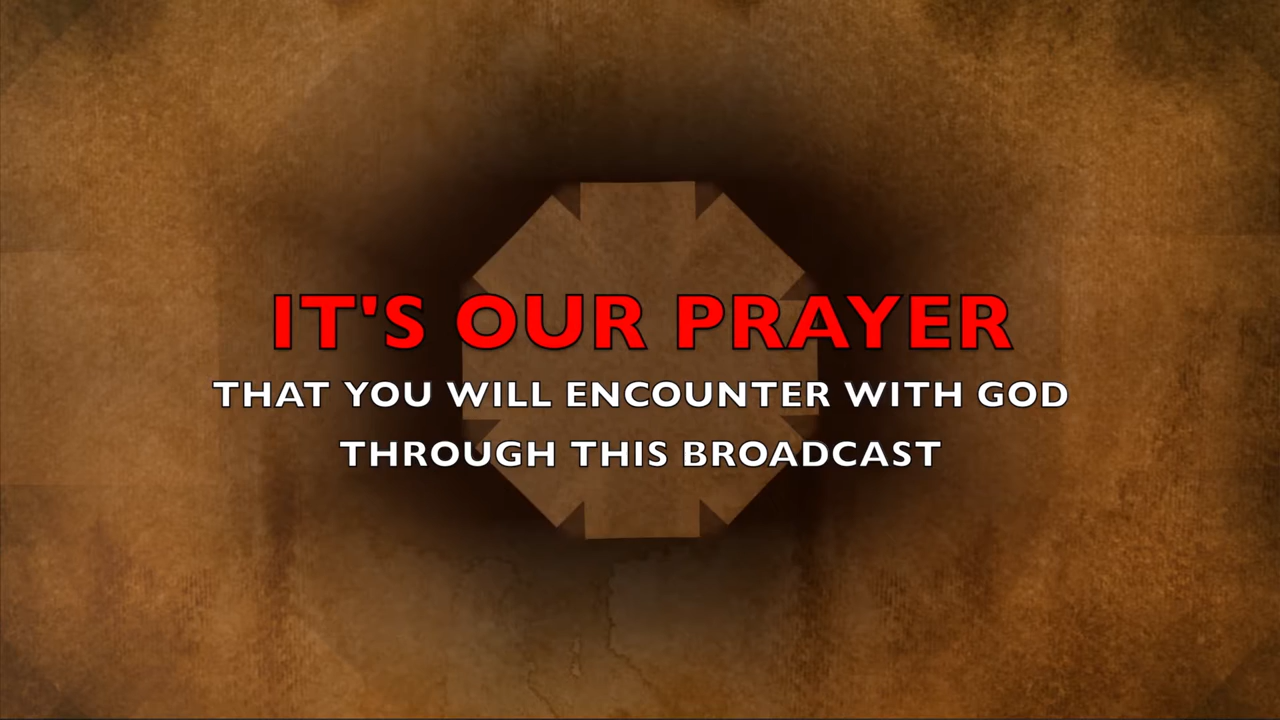 IT'S OUR PRAYER
THAT YOU WILL ENCOUNTER WITH GOD
THROUGH THIS BROADCAST